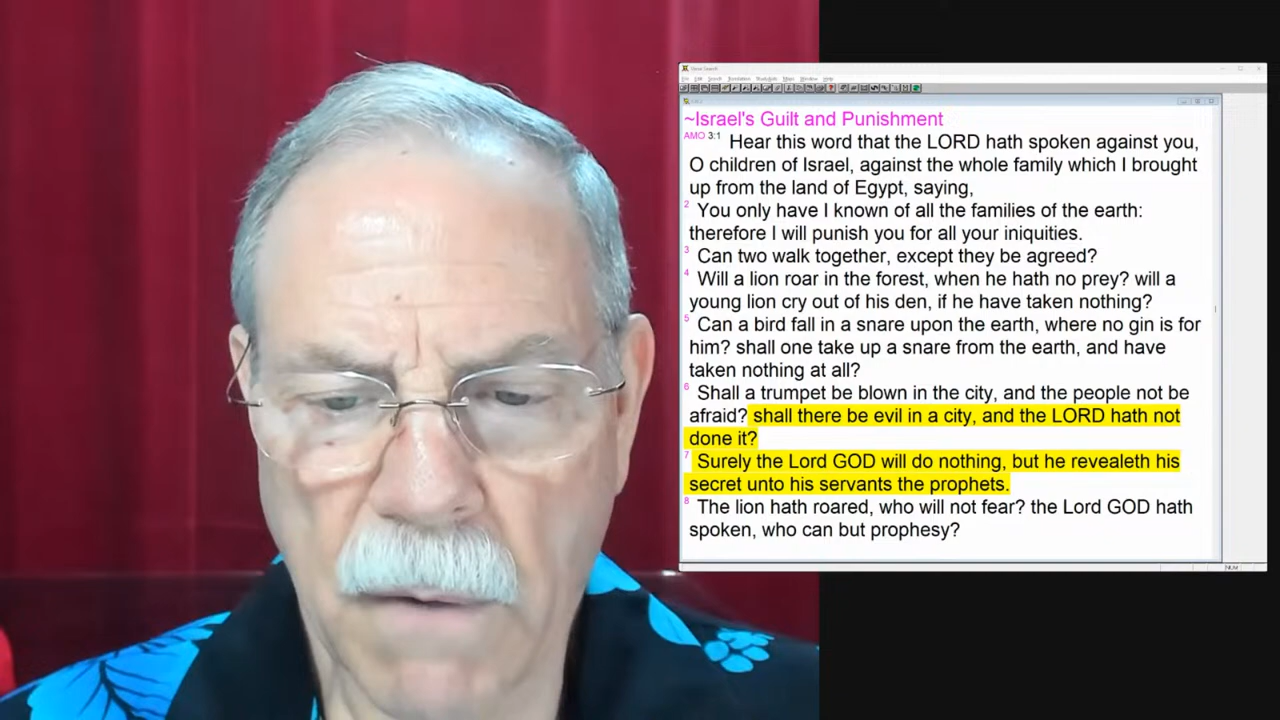 ~Israel's Guilt and Punishment
AMO 3:1 Hear this word that the LORD hath spoken against you,
O children of Israel, against the whole family which I brought
up from the land of Egypt, saying,
2 You only have I known of all the families of the earth:
therefore I will punish you for all your iniquities.
3 Can two walk together, except they be agreed?
4 Will a lion roar in the forest, when he hath no prey? will a
young lion cry out of his den, if he have taken nothing?
5 Can a bird fall in a snare upon the earth, where no gin is for
him? shall one take up a snare from the earth, and have
taken nothing at all?
6 Shall a trumpet be blown in the city, and the people not be
afraid? shall there be evil in a city, and the LORD hath not
done it?
7 Surely the Lord GOD will do nothing, but he revealeth his
secret unto his servants the prophets.
8 The lion hath roared, who will not fear? the Lord GOD hath
spoken, who can but prophesy?